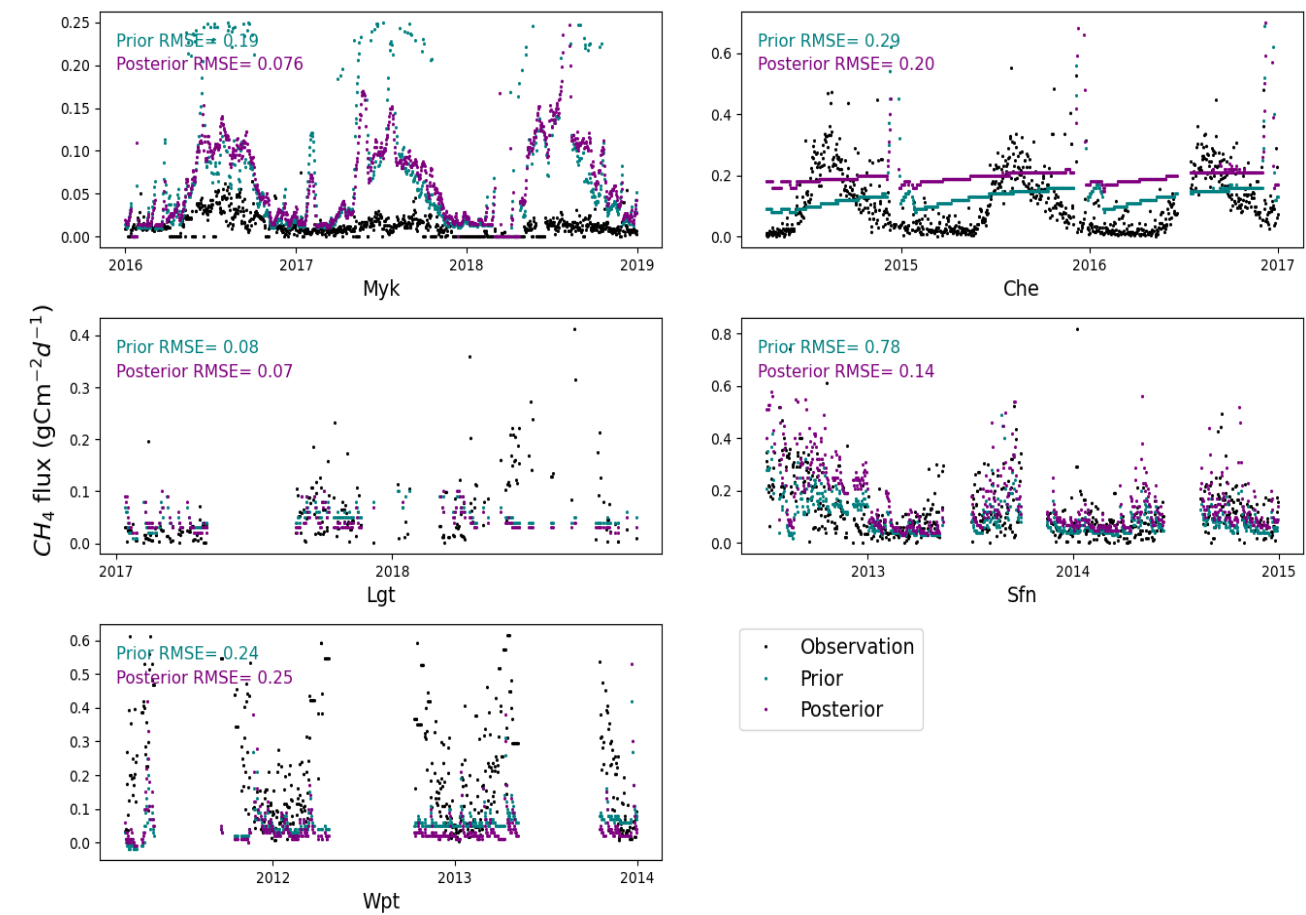 CH₄ flux (gCm⁻²d⁻¹)
0.25
0.20
0.15
0.10
0.05
0.00
Prior RMSE= 0.19
Posterior RMSE= 0.076
2016 2017 2018 2019
Myk
0.6
0.4
0.2
0.0
Prior RMSE= 0.29
Posterior RMSE= 0.20
2015 2016 2017
Che
0.4
0.3
0.2
0.1
0.0
Prior RMSE= 0.08
Posterior RMSE= 0.07
2017 2018
Lgt
0.8
0.6
0.4
0.2
0.0
Prior RMSE= 0.78
Posterior RMSE= 0.14
2013 2014 2015
Sfn
0.6
0.5
0.4
0.3
0.2
0.1
0.0
Prior RMSE= 0.24
Posterior RMSE= 0.25
2012 2013 2014
Wpt
Observation
Prior
Posterior